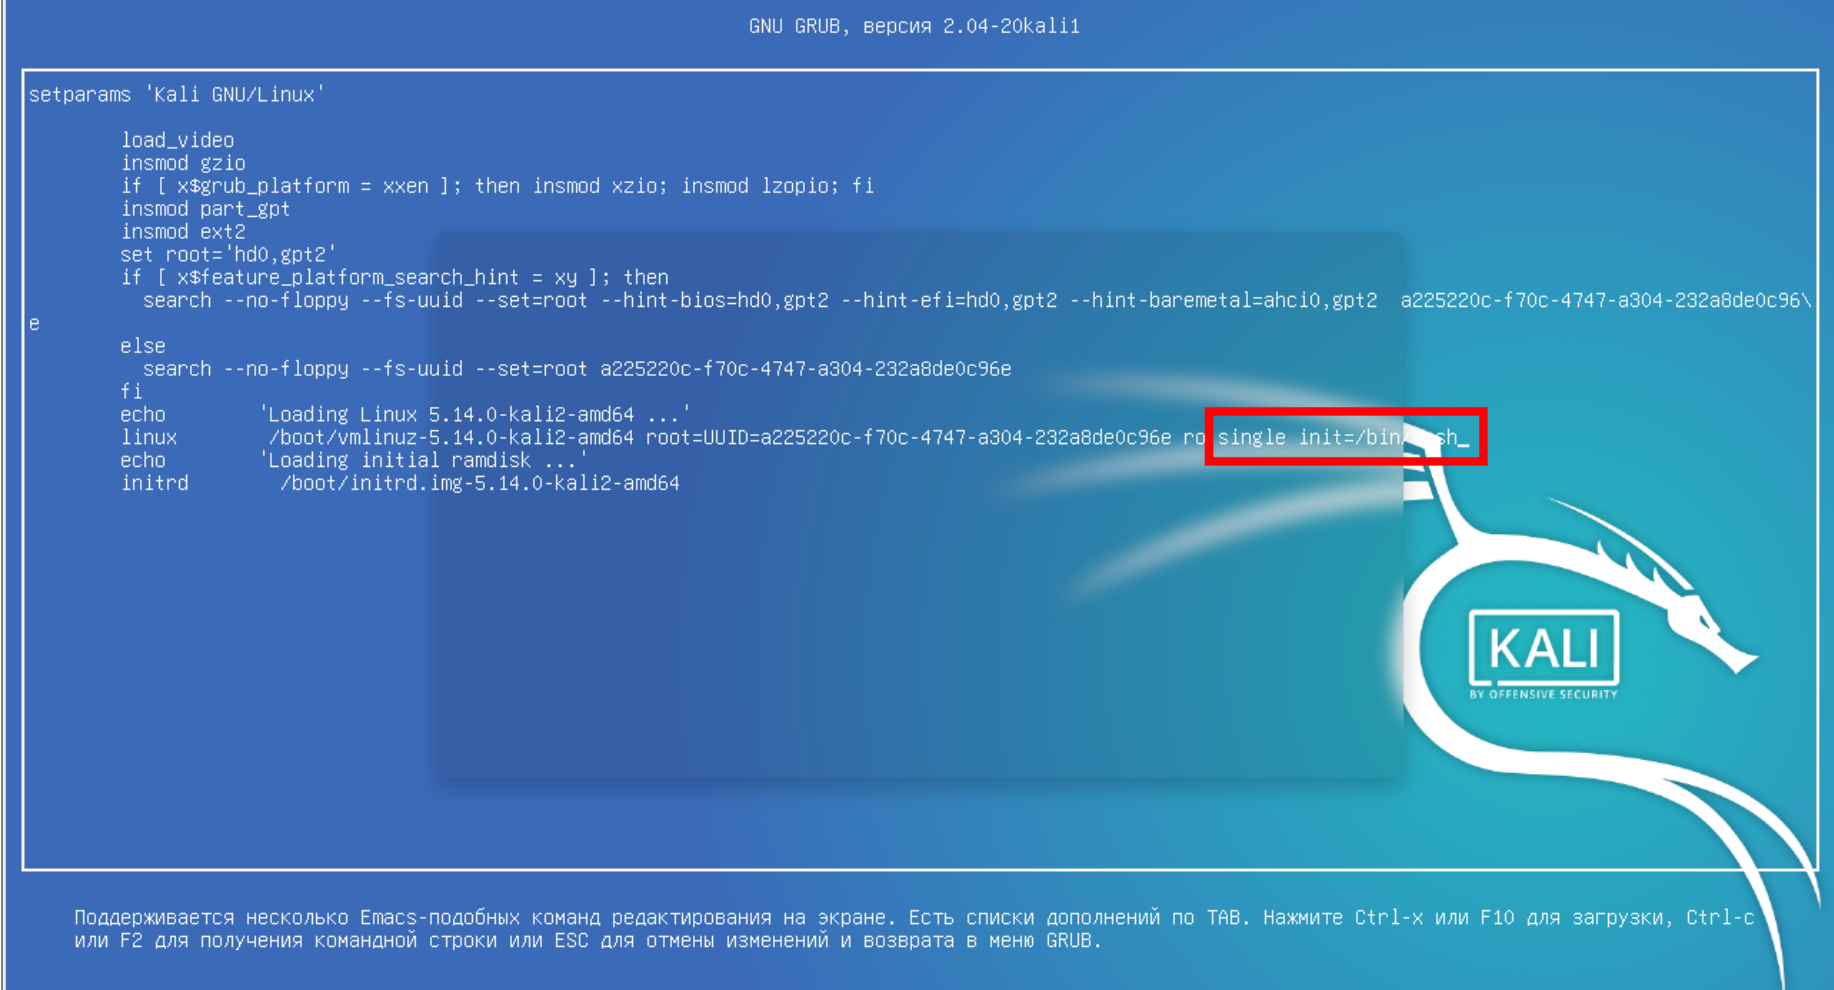 GNU GRUB, версия 2.04-20kali1
setparams 'Kali GNU/Linux'
load_video
insmod gzio
if [ x$grub_platform = xxen ]; then insmod xzio; insmod lzopio; fi
insmod part_gpt
insmod ext2
set root='hd0,gpt2'
if [ x$feature_platform_search_hint = xy ]; then
search --no-floppy --fs-uuid --set=root --hint-bios=hd0,gpt2 --hint-efi=hd0,gpt2 --hint-baremetal=ahci0,gpt2 a225220c-f70c-4747-a304-232a8de0c96\
e
else
search --no-floppy --fs-uuid --set=root a225220c-f70c-4747-a304-232a8de0c96e
fi
echo 'Loading Linux 5.14.0-kali2-amd64 ...'
linux /boot/vmlinuz-5.14.0-kali2-amd64 root=UUID=a225220c-f70c-4747-a304-232a8de0c96e ro single
echo 'Loading initial ramdisk ...'
initrd /boot/initrd.img-5.14.0-kali2-amd64
KALI
BY OFFENSIVE SECURITY
Поддерживается несколько Emacs-подобных команд редактирования на экране. Есть списки дополнений по TAB. Нажмите Ctrl-x или F10 для загрузки, Ctrl-c
или F2 для получения командной строки или ESC для отмены изменений и возврата в меню GRUB.